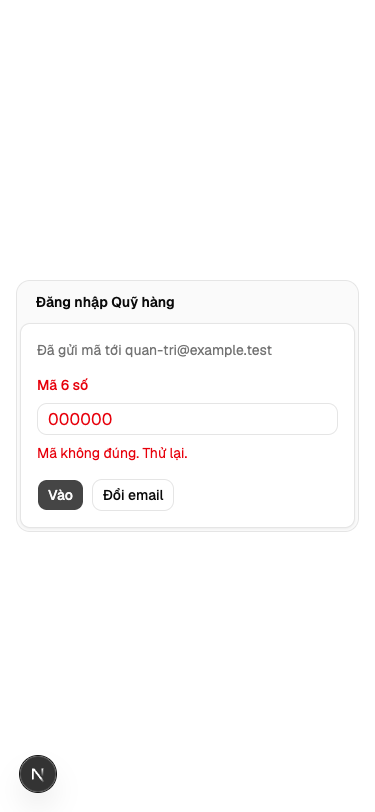 Đăng nhập Quỹ hàng
Đã gửi mã tới quan-tri@example.test
Mã 6 số
000000
Mã không đúng. Thử lại.
Vào
Đổi email
N